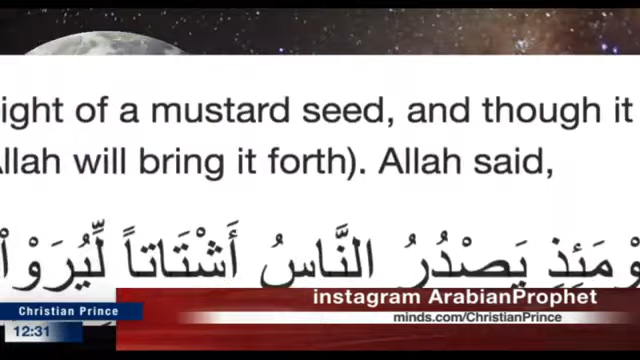 ight of a mustard seed, and though it
Allah will bring it forth). Allah said,
وْمَئِذٍ يَصْدُرُ النَّاسُ أَشْتَاتاً لِّيُرَوْاْ
instagram ArabianProphet
Christian Prince
minds.com/ChristianPrince
12:31